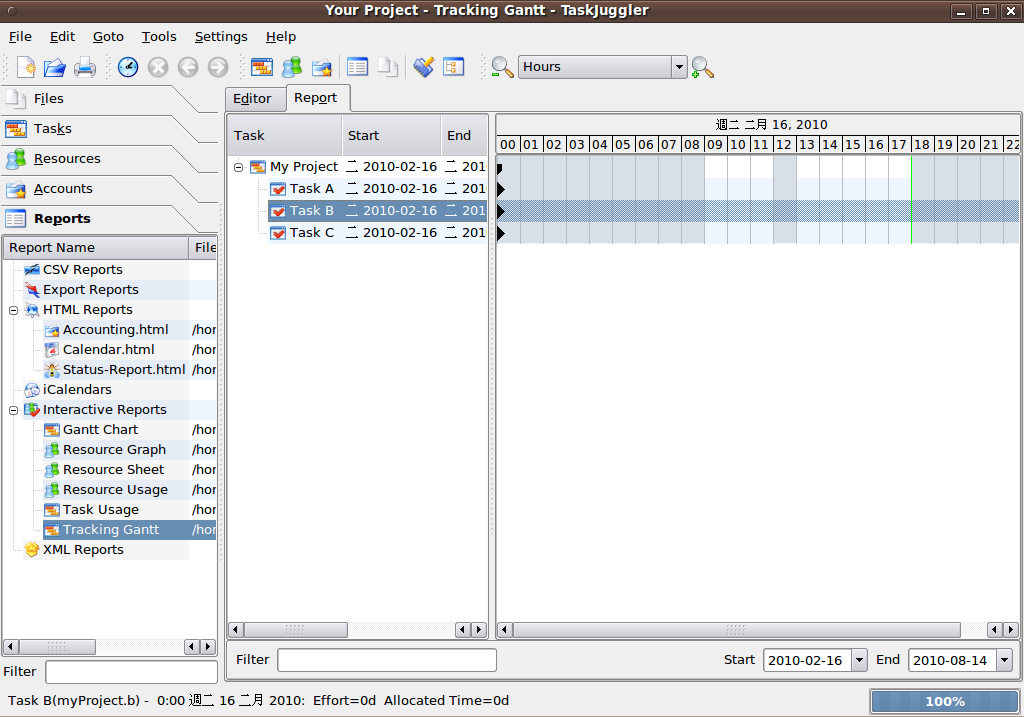 Your Project - Tracking Gantt - TaskJuggler
File Edit Goto Tools Settings Help
Hours
Files
Tasks
Resources
Accounts
Reports
Report Name File
CSV Reports
Export Reports
HTML Reports
Accounting.html /hor
Calendar.html /hor
Status-Report.html /hor
iCalendars
Interactive Reports
Gantt Chart /hor
Resource Graph /hor
Resource Sheet /hor
Resource Usage /hor
Task Usage /hor
Tracking Gantt /hor
XML Reports
Filter
Editor Report
Task Start End
My Project 二 2010-02-16 二 201
Task A 二 2010-02-16 二 201
Task B 二 2010-02-16 二 201
Task C 二 2010-02-16 二 201
週二 二月 16, 2010
00 01 02 03 04 05 06 07 08 09 10 11 12 13 14 15 16 17 18 19 20 21 22
Filter
Start 2010-02-16 End 2010-08-14
Task B(myProject.b) - 0:00 週二 16 二月 2010: Effort=0d Allocated Time=0d
100%